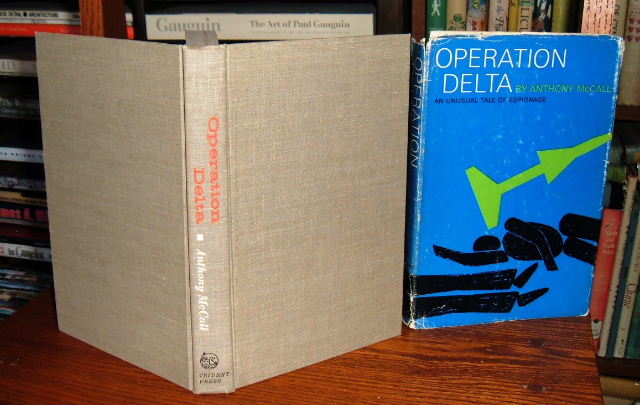 Gauguin
The Art of Paul Gauguin
Operation
Delta
Anthony McCall
TRIDENT
PRESS
OPERATION
OPERATION
DELTA BY ANTHONY McCALL
AN UNUSUAL TALE OF ESPIONAGE